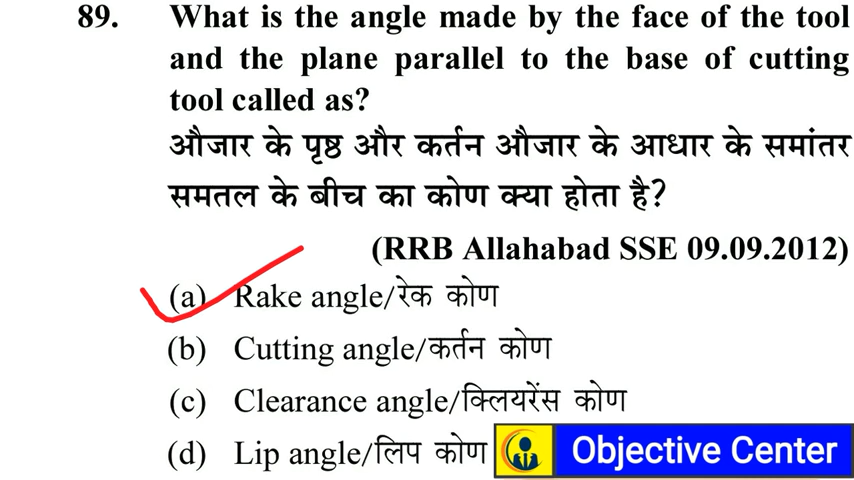 89. What is the angle made by the face of the tool
and the plane parallel to the base of cutting
tool called as?
औजार के पृष्ठ और कर्तन औजार के आधार के समांतर
समतल के बीच का कोण क्या होता है?
(RRB Allahabad SSE 09.09.2012)
(a) Rake angle/रेक कोण
(b) Cutting angle/कर्तन कोण
(c) Clearance angle/क्लियरेंस कोण
(d) Lip angle/लिप कोण
Objective Center